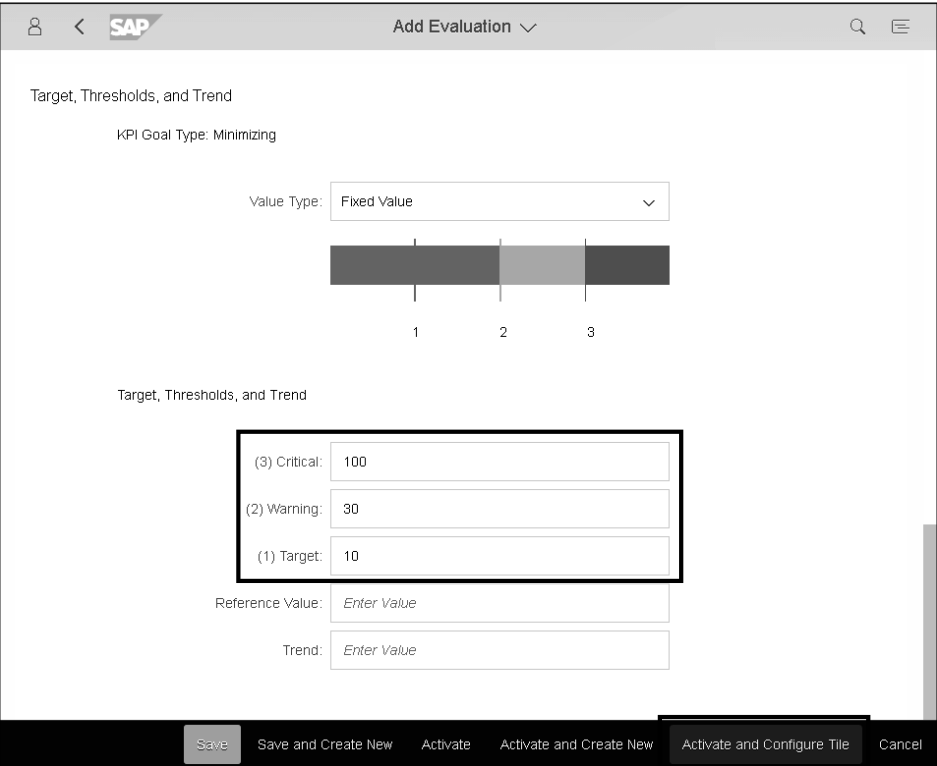 SAP Add Evaluation
Target, Thresholds, and Trend
KPI Goal Type: Minimizing
Value Type: Fixed Value
1 2 3
Target, Thresholds, and Trend
(3) Critical: 100
(2) Warning: 30
(1) Target: 10
Reference Value: Enter Value
Trend: Enter Value
Save Save and Create New Activate Activate and Create New Activate and Configure Tile Cancel